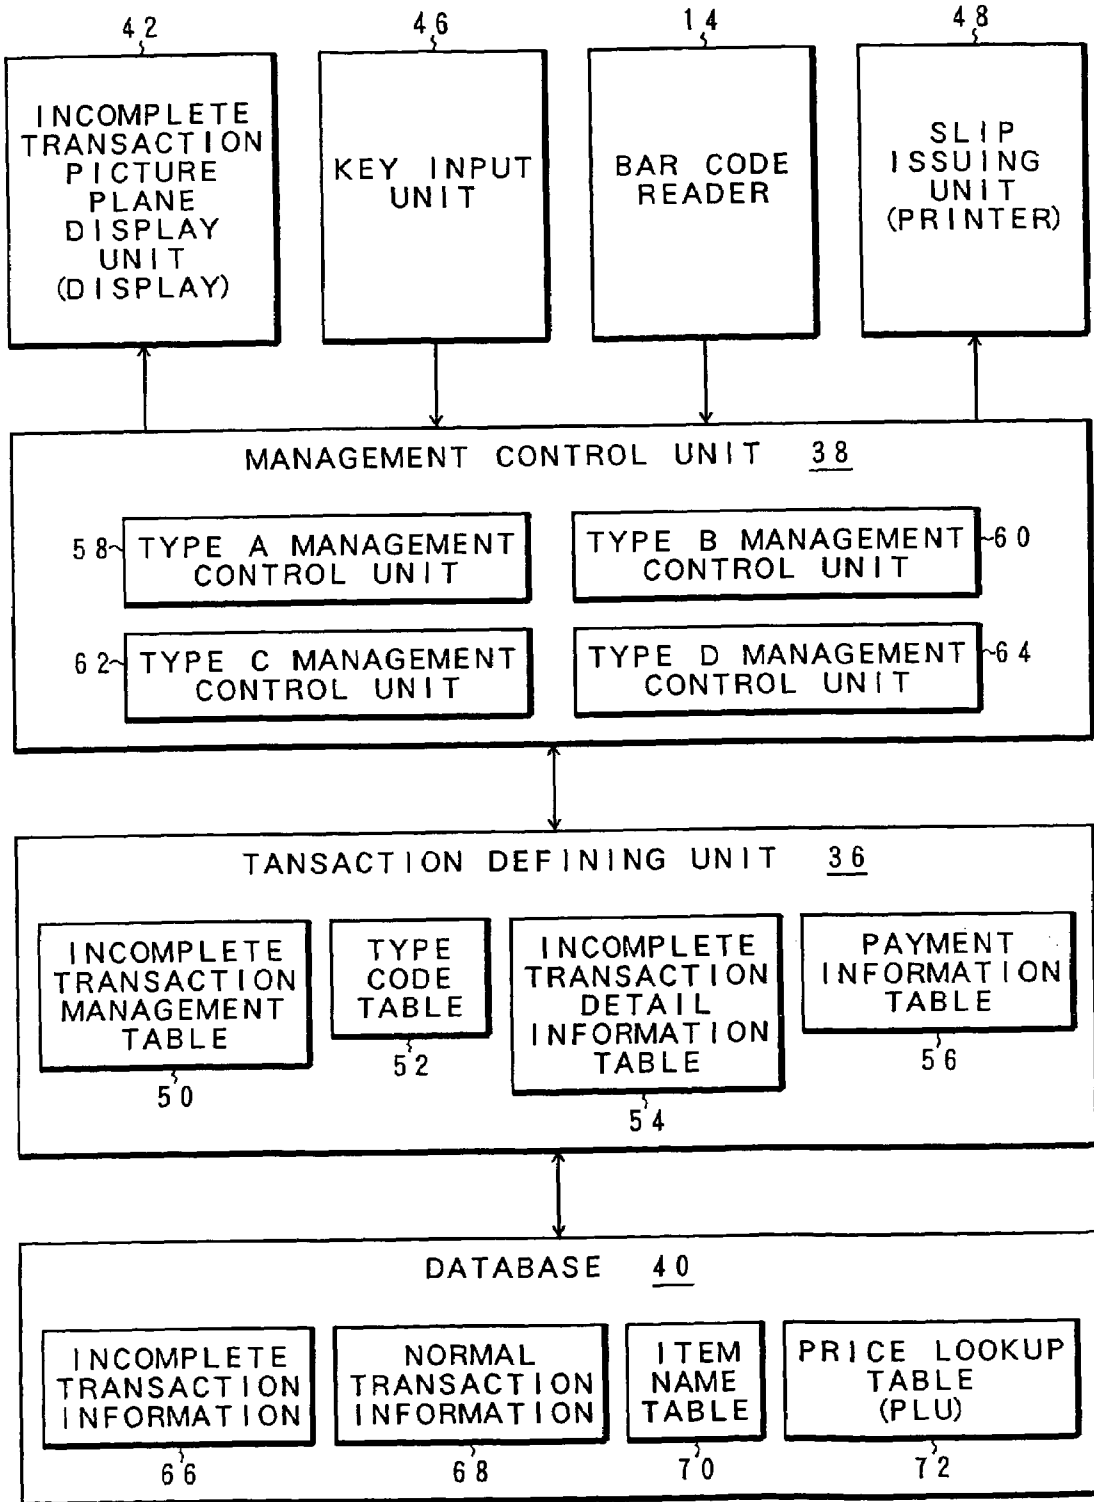 42
46
14
48
INCOMPLETE
TRANSACTION
PICTURE
PLANE
DISPLAY
UNIT
(DISPLAY)
KEY INPUT
UNIT
BAR CODE
READER
SLIP
ISSUING
UNIT
(PRINTER)
MANAGEMENT CONTROL UNIT 38
58
TYPE A MANAGEMENT
CONTROL UNIT
TYPE B MANAGEMENT
CONTROL UNIT
60
62
TYPE C MANAGEMENT
CONTROL UNIT
TYPE D MANAGEMENT
CONTROL UNIT
64
TANSACTION DEFINING UNIT 36
INCOMPLETE
TRANSACTION
MANAGEMENT
TABLE
50
TYPE
CODE
TABLE
52
INCOMPLETE
TRANSACTION
DETAIL
INFORMATION
TABLE
54
PAYMENT
INFORMATION
TABLE
56
DATABASE 40
INCOMPLETE
TRANSACTION
INFORMATION
66
NORMAL
TRANSACTION
INFORMATION
68
ITEM
NAME
TABLE
70
PRICE LOOKUP
TABLE
(PLU)
72